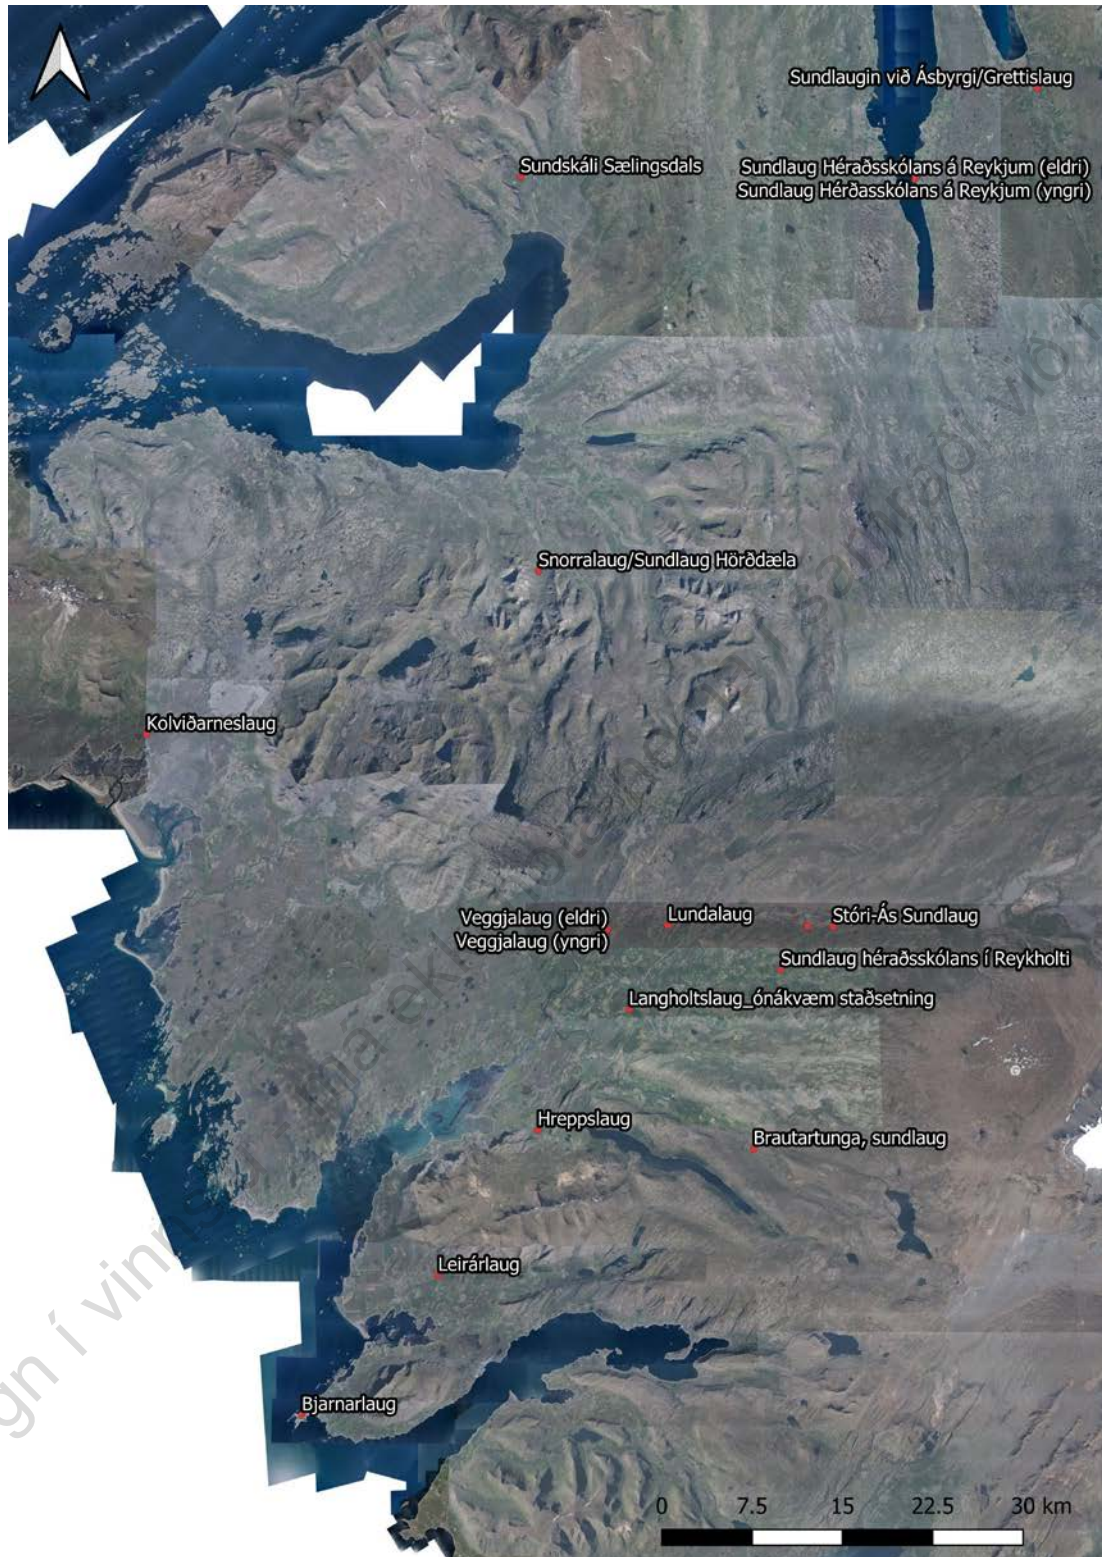 Sundlaugin við Ásbyrgi/Grettislaug
Sundskáli Sælingsdals
Sundlaug Héraðsskólans á Reykjum (eldri)
Sundlaug Hérðasskólans á Reykjum (yngri)
Snorralaug/Sundlaug Hörðdæla
Kolviðarneslaug
Veggjalaug (eldri)
Veggjalaug (yngri)
Lundalaug
Stóri-Ás Sundlaug
Sundlaug héraðsskólans í Reykholti
Langholtslaug_ónákvæm staðsetning
Hreppslaug
Brautartunga, sundlaug
Leirárlaug
Bjarnarlaug
0 7.5 15 22.5 30 km
gn í vinn